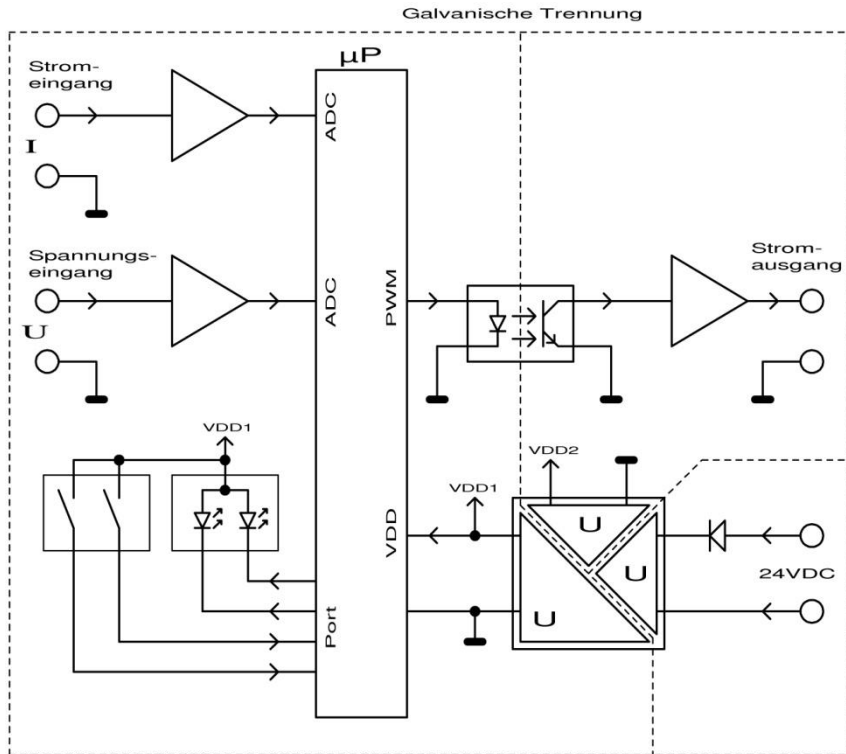 Galvanische Trennung
µP
Strom-
eingang
ADC
I
Spannungs-
eingang
ADC
U
PWM
Strom-
ausgang
VDD1
VDD2
VDD1
VDD
U
U
U
24VDC
Port